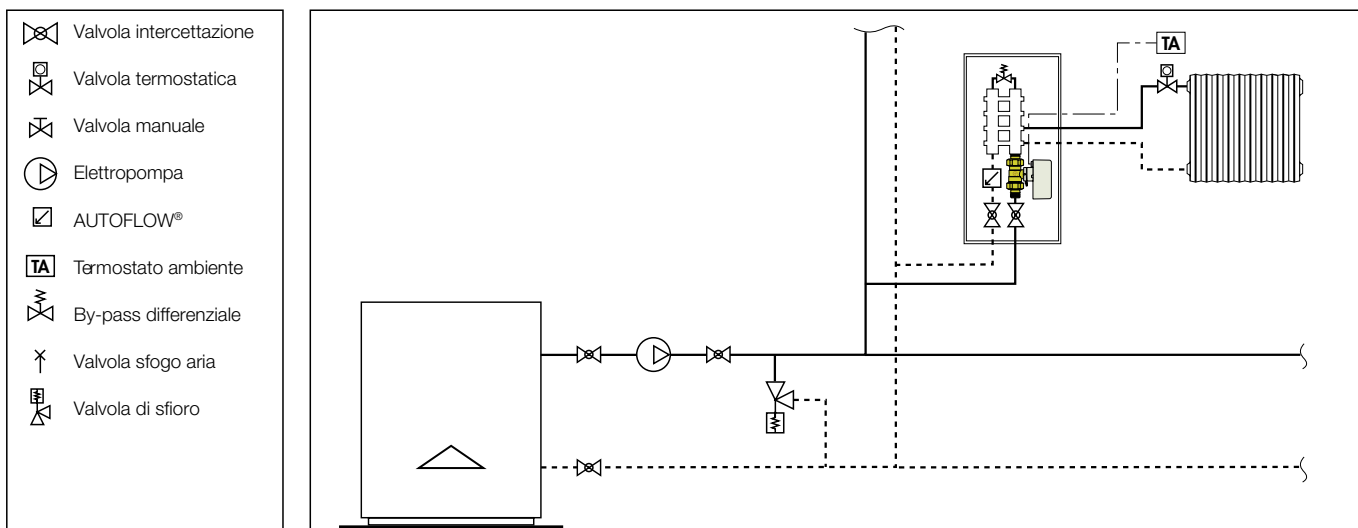 Valvola intercettazione
Valvola termostatica
Valvola manuale
Elettropompa
AUTOFLOW®
TA Termostato ambiente
By-pass differenziale
Valvola sfogo aria
Valvola di sfioro
TA